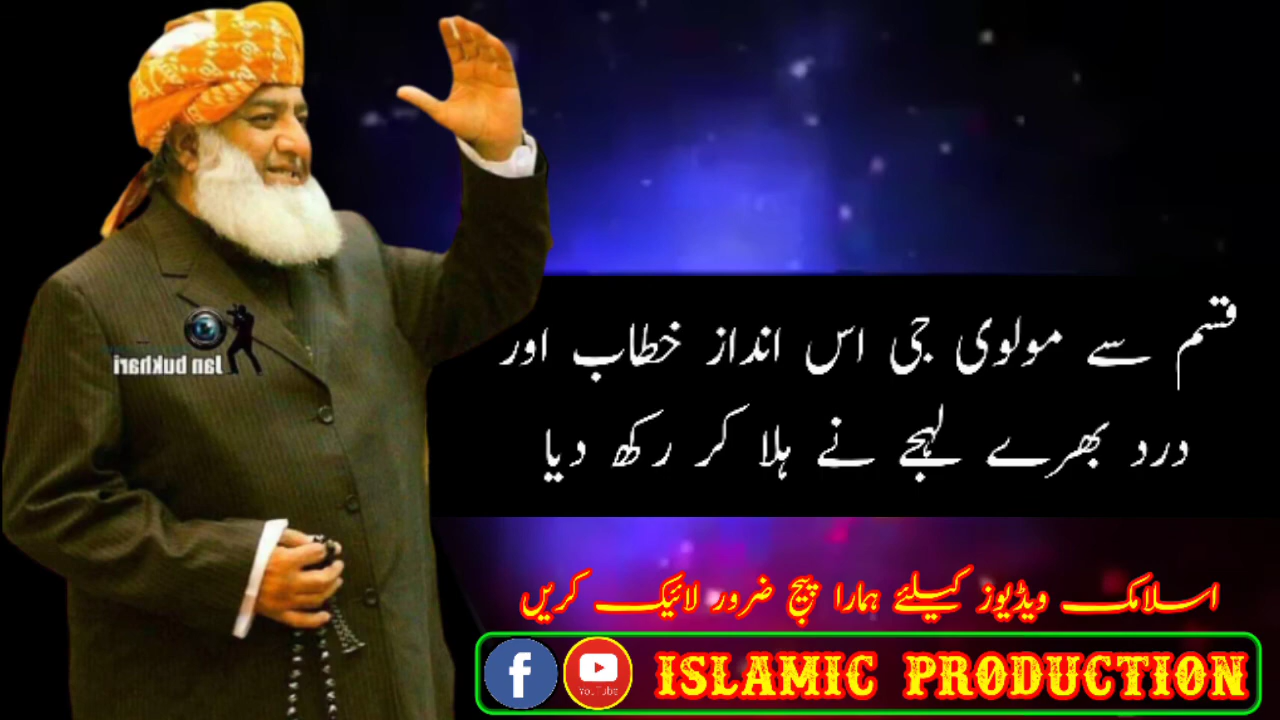 قسم سے مولوی جی اس انداز خطاب اور
درد بھرے لہجے نے ہلا کر رکھ دیا
Jan bukhari
اسلامک ویڈیوز کیلئے ہمارا پیج ضرور لائیک کریں
f
YouTube
ISLAMIC PRODUCTION